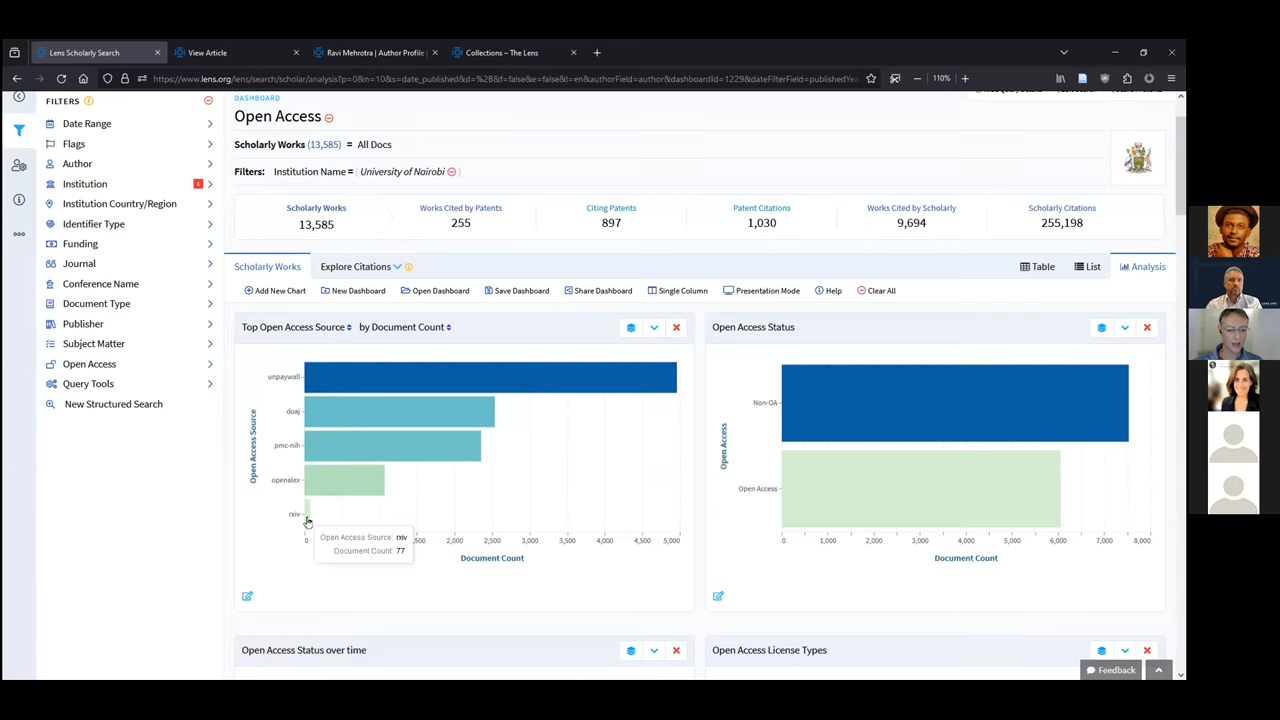 Lens Scholarly Search
View Article
Ravi Mehrotra | Author Profile |
Collections – The Lens
https://www.lens.org/lens/search/scholar/analysis?p=0&n=10&s=date_published&d=%2B&f=false&e=false&l=en&authorField=author&dashboardId=1229&dateFilterField=publishedYe
110%
FILTERS
Date Range
Flags
Author
Institution 1
Institution Country/Region
Identifier Type
Funding
Journal
Conference Name
Document Type
Publisher
Subject Matter
Open Access
Query Tools
New Structured Search
DASHBOARD
Open Access
Scholarly Works (13,585) = All Docs
Filters: Institution Name = ( University of Nairobi )
Scholarly Works
13,585
Works Cited by Patents
255
Citing Patents
897
Patent Citations
1,030
Works Cited by Scholarly
9,694
Scholarly Citations
255,198
Scholarly Works
Explore Citations
Table
List
Analysis
Add New Chart
New Dashboard
Open Dashboard
Save Dashboard
Share Dashboard
Single Column
Presentation Mode
Help
Clear All
Top Open Access Source by Document Count
Open Access Source
unpaywall
doaj
pmc-nih
openalex
rxiv
Open Access Source: rxiv
Document Count: 77
0 ,500 2,000 2,500 3,000 3,500 4,000 4,500 5,000
Document Count
Open Access Status
Open Access
Non-OA
Open Access
0 1,000 2,000 3,000 4,000 5,000 6,000 7,000 8,000
Document Count
Open Access Status over time
Open Access License Types
Feedback